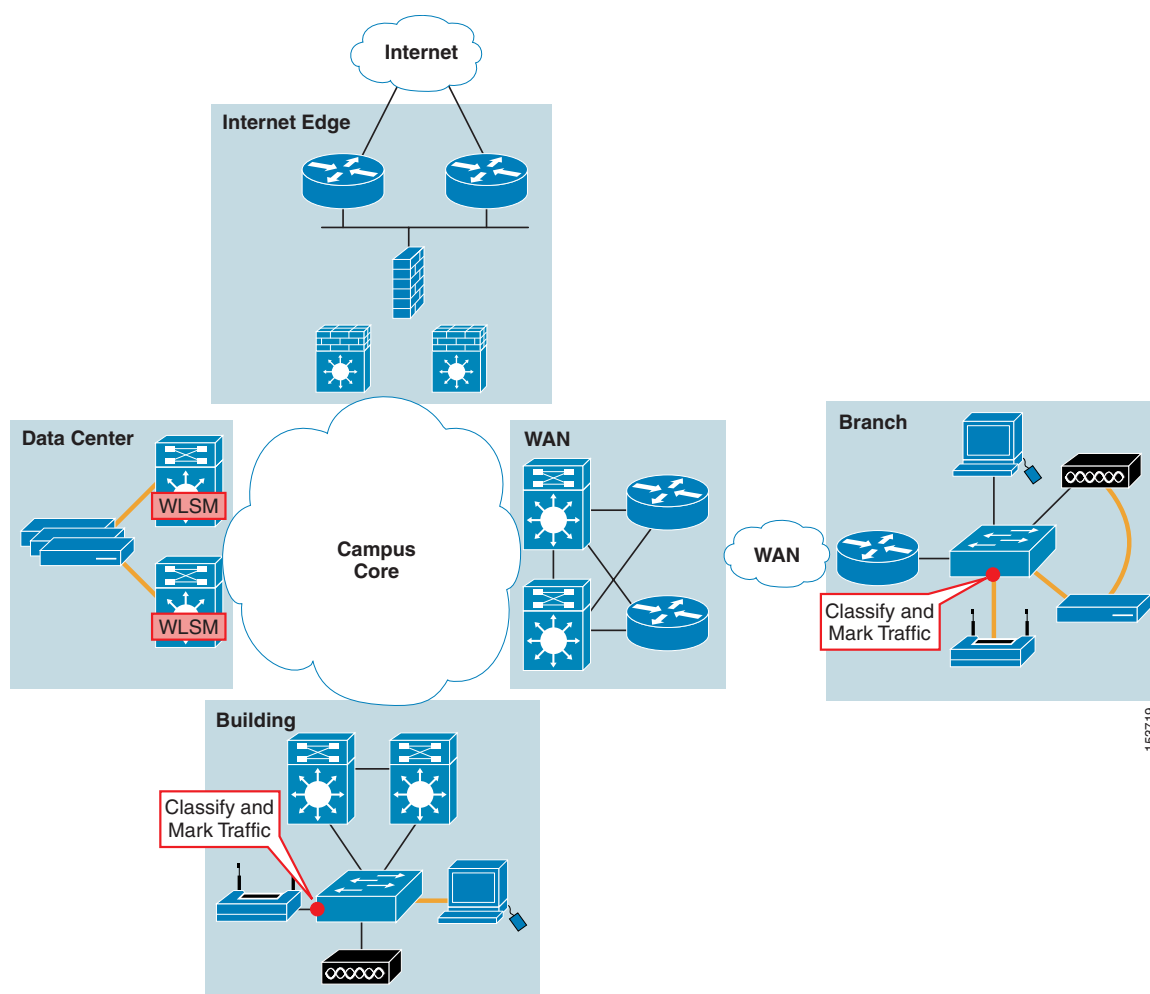 Internet
Internet Edge
Data Center
WLSM
WLSM
Campus
Core
WAN
WAN
Branch
Classify and
Mark Traffic
Building
Classify and
Mark Traffic
153719